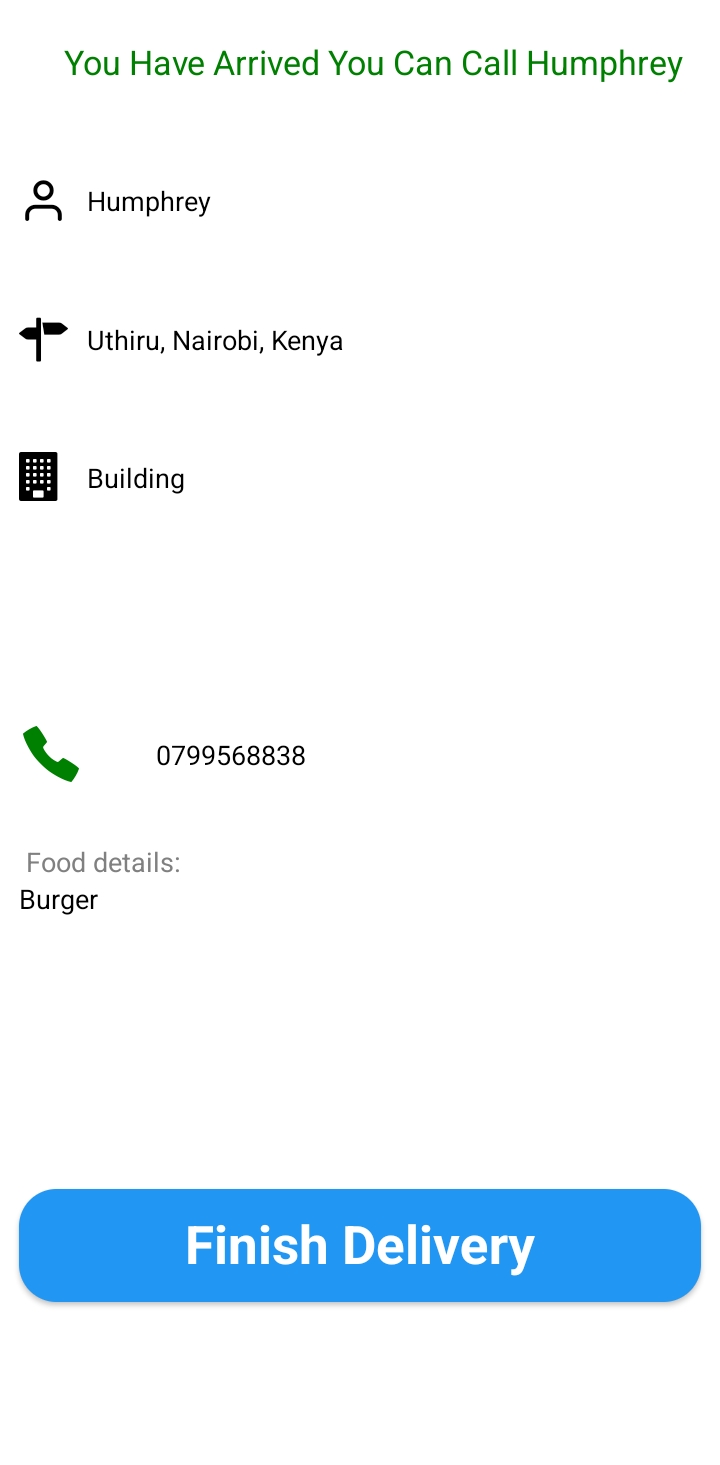 You Have Arrived You Can Call Humphrey
Humphrey
Uthiru, Nairobi, Kenya
Building
0799568838
Food details:
Burger
Finish Delivery